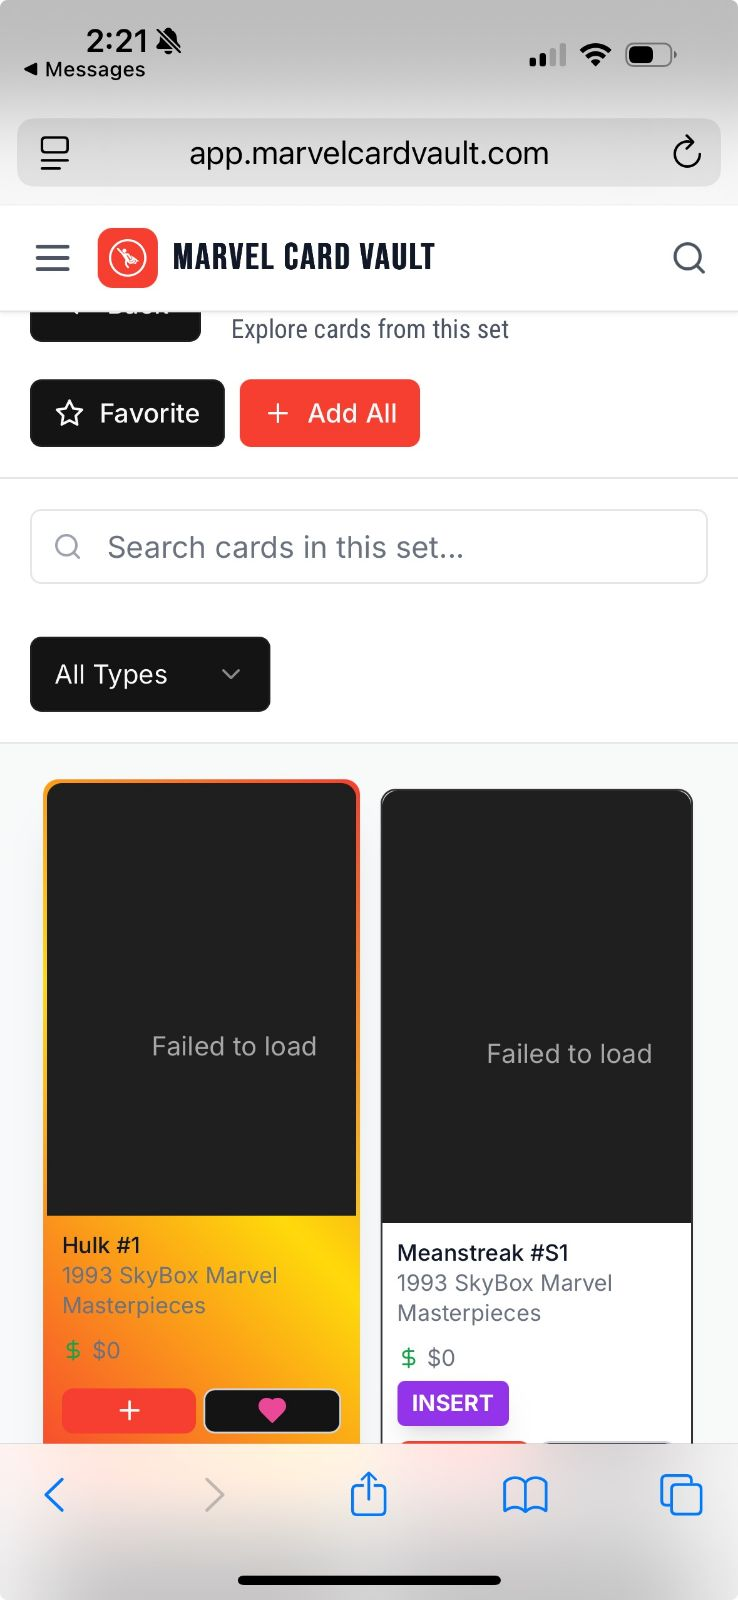 2:21
◀ Messages
app.marvelcardvault.com
MARVEL CARD VAULT
Back
Explore cards from this set
Favorite
+ Add All
Search cards in this set...
All Types
Failed to load
Hulk #1
1993 SkyBox Marvel
Masterpieces
$ $0
+
Failed to load
Meanstreak #S1
1993 SkyBox Marvel
Masterpieces
$ $0
INSERT